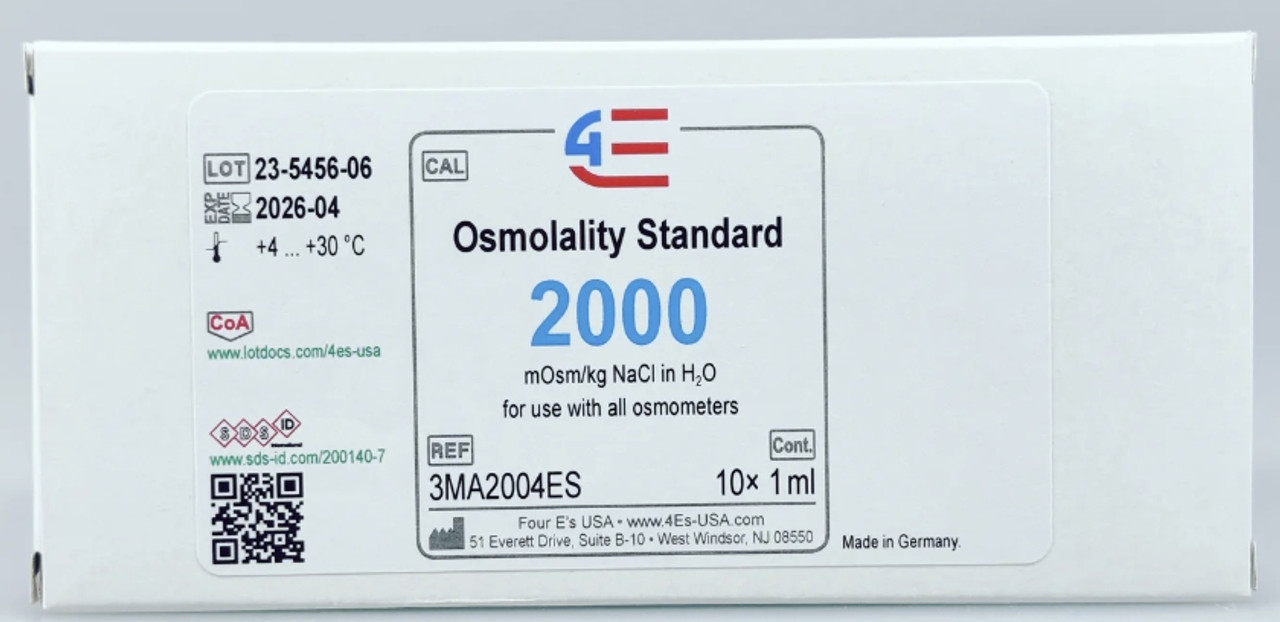 LOT 23-5456-06
EXP DATE 2026-04
+4 ... +30 °C
CoA
www.lotdocs.com/4es-usa
SDS ID
International
www.sds-id.com/200140-7
4E
CAL
Osmolality Standard
2000
mOsm/kg NaCl in H₂O
for use with all osmometers
REF
Cont.
3MA2004ES
10× 1 ml
Four E's USA • www.4Es-USA.com
51 Everett Drive, Suite B-10 • West Windsor, NJ 08550
Made in Germany.